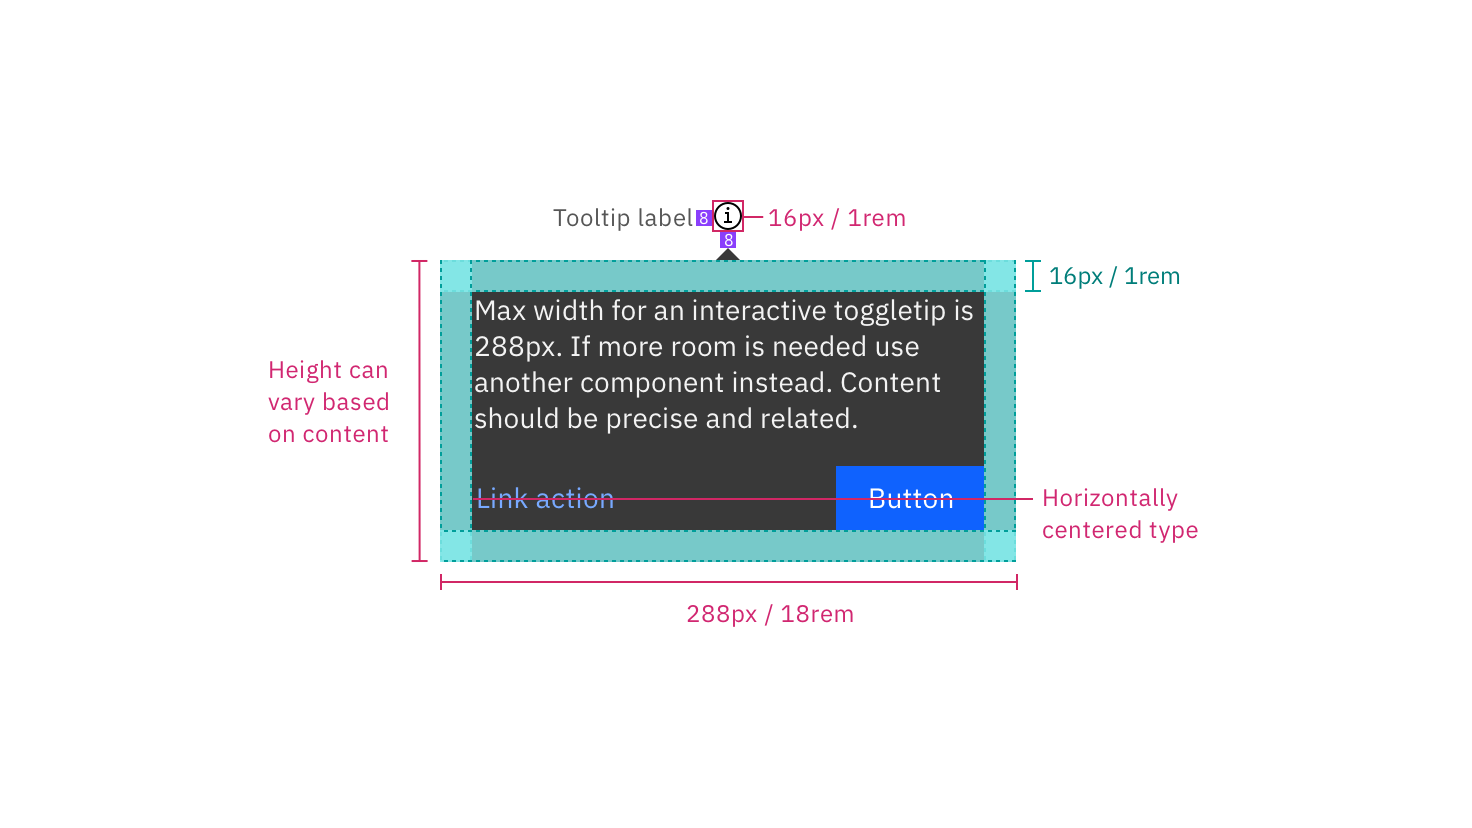 Tooltip label 8 i 16px / 1rem
8
16px / 1rem
Max width for an interactive toggletip is
288px. If more room is needed use
another component instead. Content
should be precise and related.
Height can
vary based
on content
Link action
Button
Horizontally
centered type
288px / 18rem